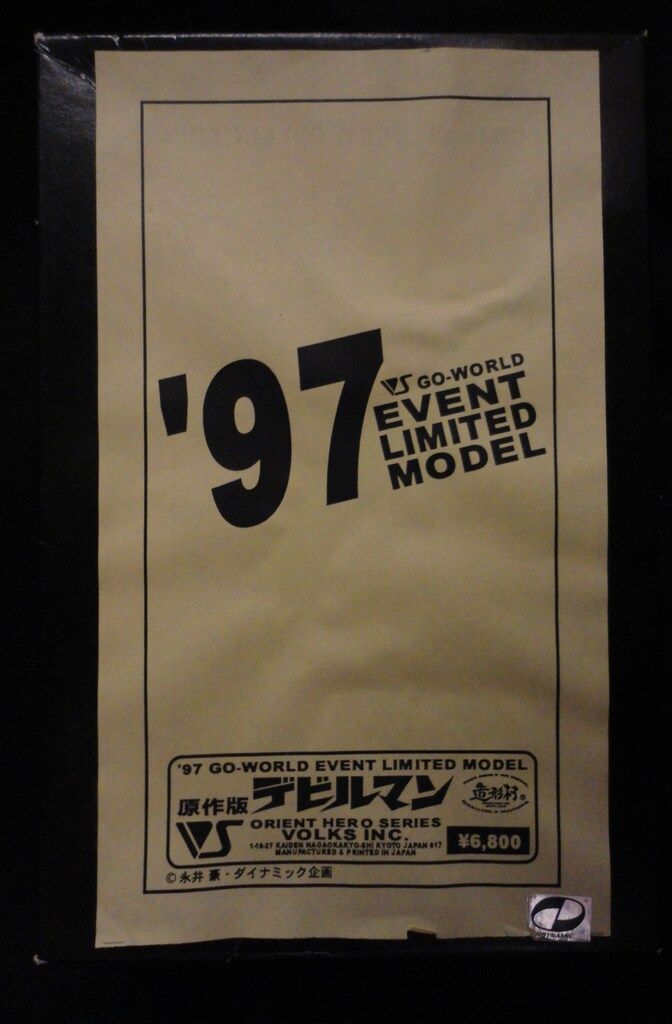 '97
VS GO-WORLD
EVENT
LIMITED
MODEL
'97 GO-WORLD EVENT LIMITED MODEL
原作版 デビルマン 造形村®
VS ORIENT HERO SERIES
VOLKS INC.
¥6,800
MANUFACTURED & PRINTED IN JAPAN
©永井 豪・ダイナミック企画
DYNAMIC